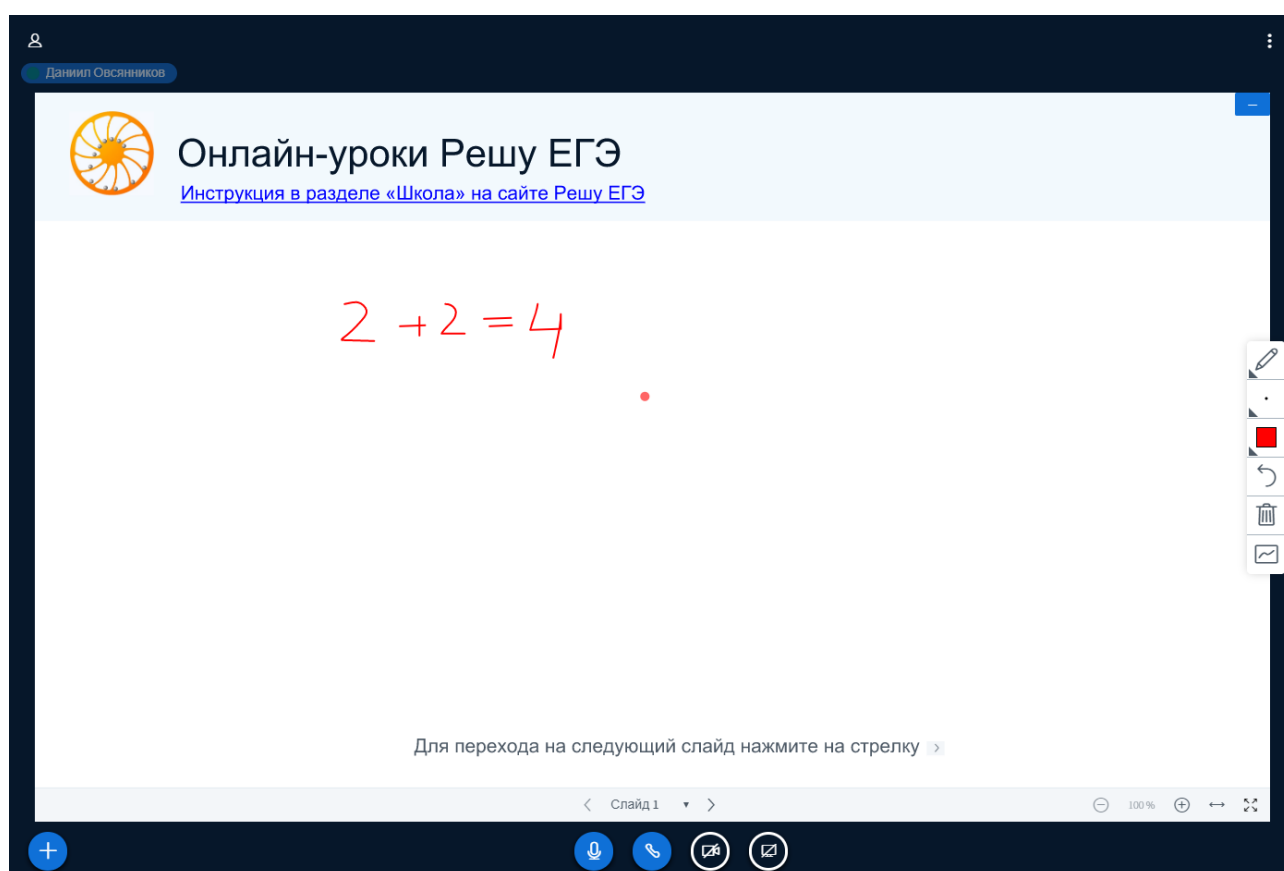 Даниил Овсянников
Онлайн-уроки Решу ЕГЭ
Инструкция в разделе «Школа» на сайте Решу ЕГЭ
2 + 2 = 4
Для перехода на следующий слайд нажмите на стрелку
Слайд 1
100 %